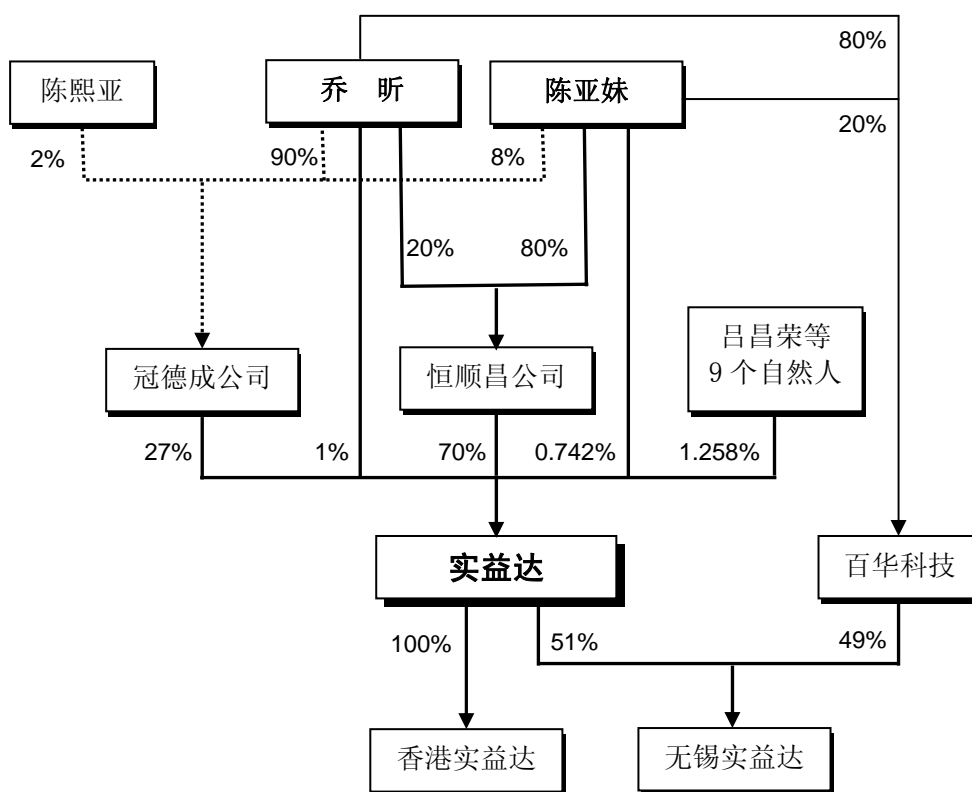 80%
陈熙亚
乔 昕
陈亚妹
20%
2%
90%
8%
20%
80%
吕昌荣等
9 个自然人
冠德成公司
恒顺昌公司
27%
1%
70%
0.742%
1.258%
实益达
百华科技
100%
51%
49%
香港实益达
无锡实益达